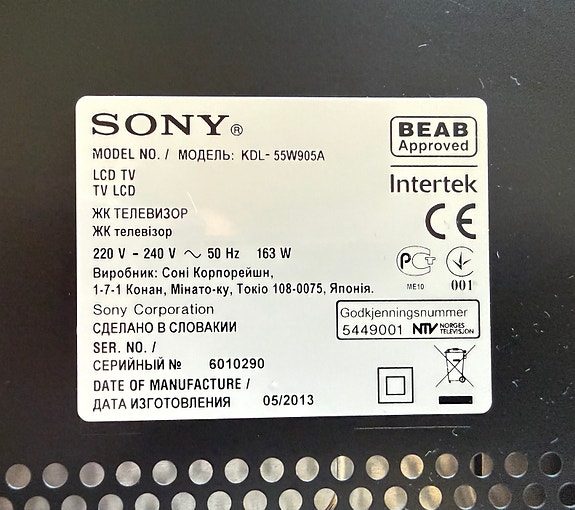 SONY®
BEAB
Approved
MODEL NO. / МОДЕЛЬ: KDL- 55W905A
LCD TV
TV LCD
Intertek
ЖК ТЕЛЕВИЗОР
ЖК телевізор
CE
220 V - 240 V ~ 50 Hz 163 W
Виробник: Соні Корпорейшн,
1-7-1 Конан, Мінато-ку, Токіо 108-0075, Японія.
РСТ
ME10
001
Sony Corporation
СДЕЛАНО В СЛОВАКИИ
Godkjenningsnummer
5449001 NTV NORGES TELEVISJON
SER. NO. /
СЕРИЙНЫЙ № 6010290
DATE OF MANUFACTURE /
ДАТА ИЗГОТОВЛЕНИЯ 05/2013